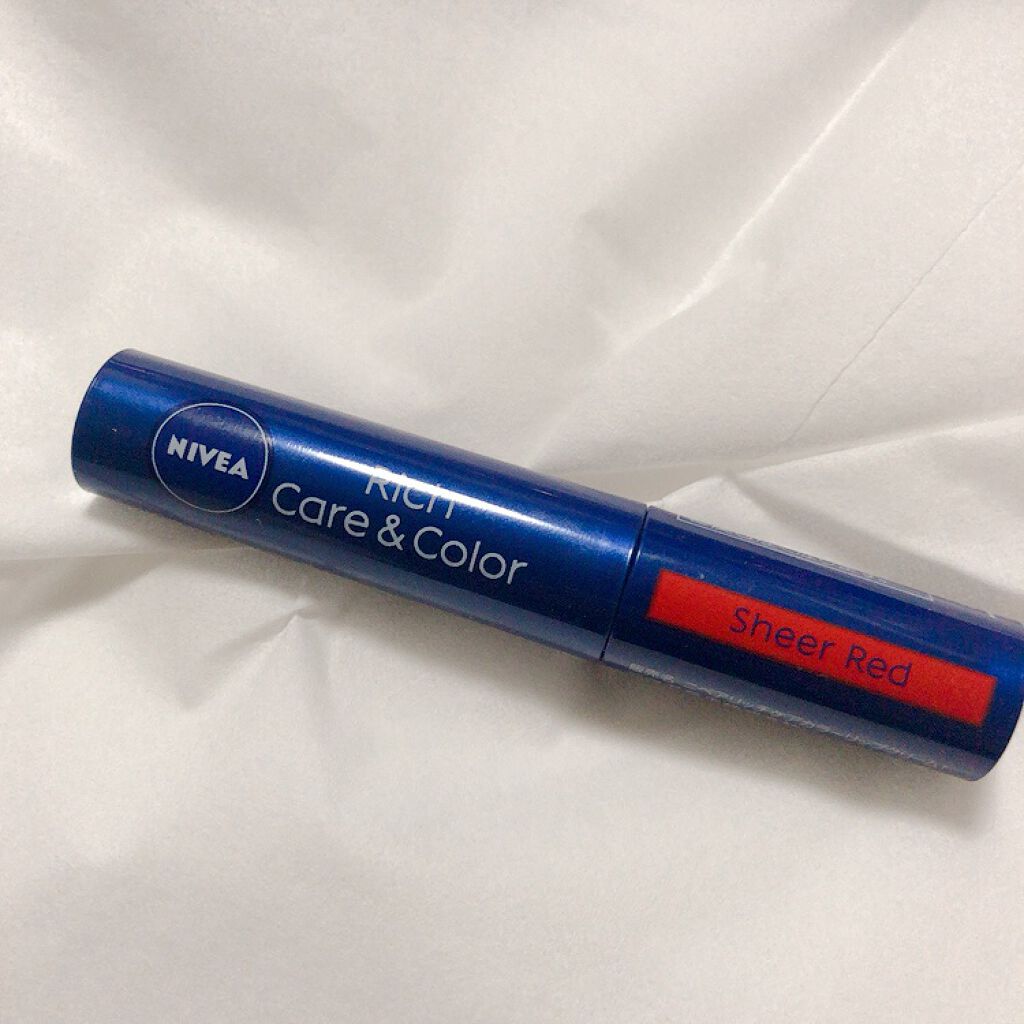 NIVEA
Rich
Care & Color
Sheer Red